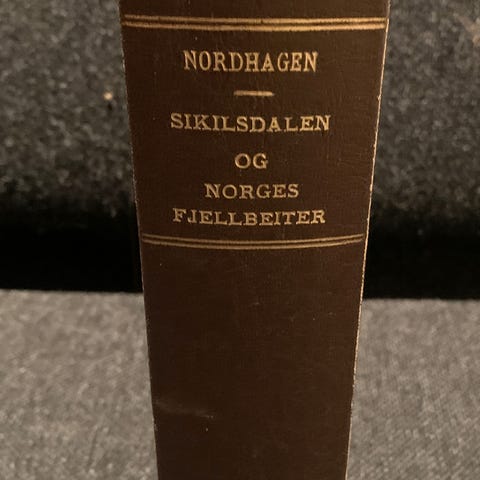 NORDHAGEN
SIKILSDALEN
OG
NORGES
FJELLBEITER